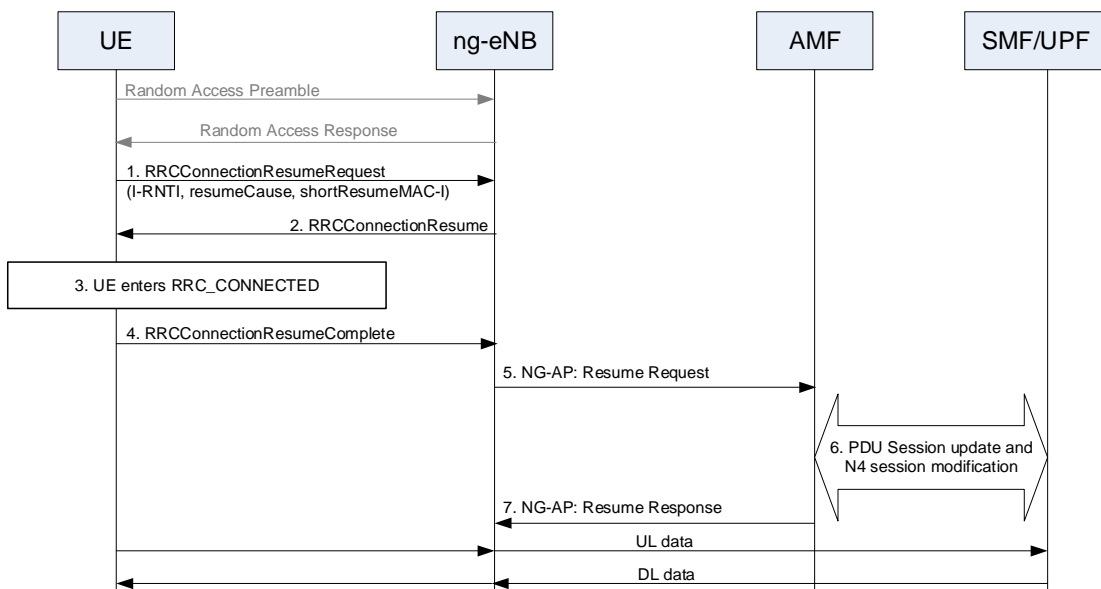 UE
ng-eNB
AMF
SMF/UPF
Random Access Preamble
Random Access Response
1. RRCConnectionResumeRequest
(I-RNTI, resumeCause, shortResumeMAC-I)
2. RRCConnectionResume
3. UE enters RRC_CONNECTED
4. RRCConnectionResumeComplete
5. NG-AP: Resume Request
6. PDU Session update and
N4 session modification
7. NG-AP: Resume Response
UL data
DL data